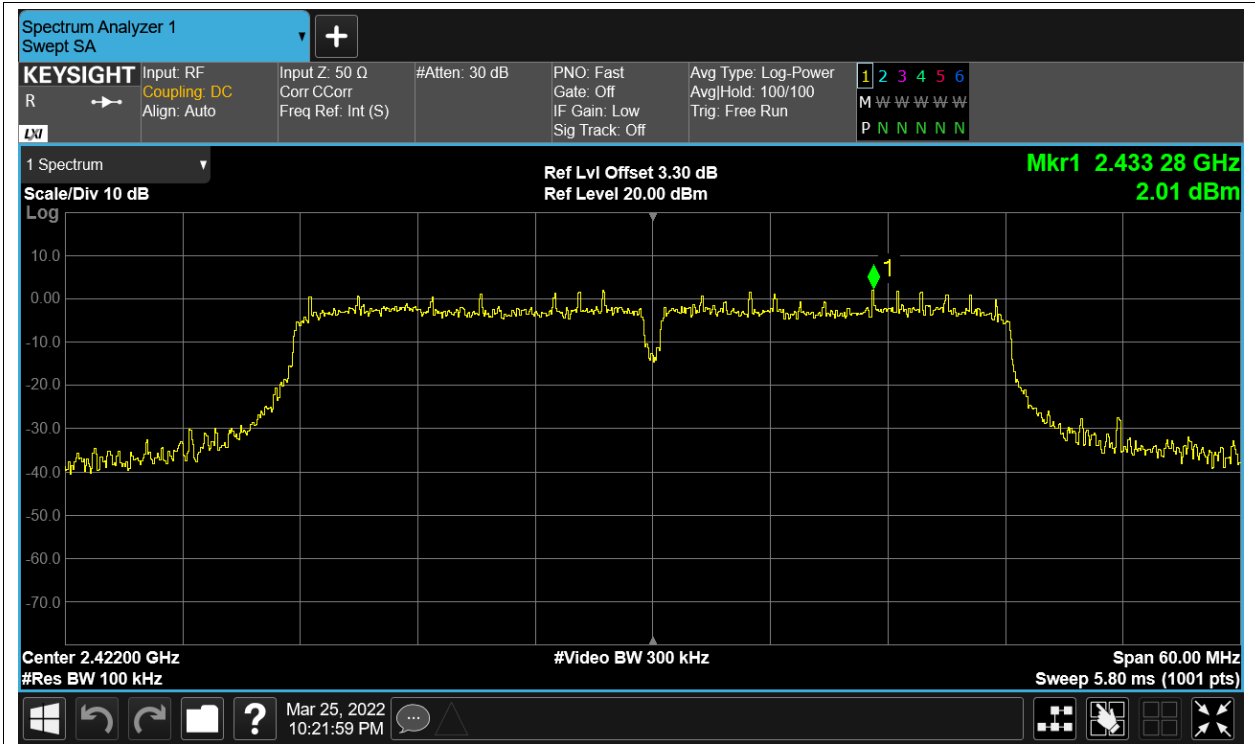 Spectrum Analyzer 1
Swept SA
KEYSIGHT
R
LXI
Input: RF
Coupling: DC
Align: Auto
Input Z: 50 Ω
Corr CCorr
Freq Ref: Int (S)
#Atten: 30 dB
PNO: Fast
Gate: Off
IF Gain: Low
Sig Track: Off
Avg Type: Log-Power
Avg|Hold: 100/100
Trig: Free Run
1 2 3 4 5 6
M W W W W W
P N N N N N
1 Spectrum
Scale/Div 10 dB
Log
Ref Lvl Offset 3.30 dB
Ref Level 20.00 dBm
Mkr1 2.433 28 GHz
2.01 dBm
10.0
0.00
-10.0
-20.0
-30.0
-40.0
-50.0
-60.0
-70.0
1
Center 2.42200 GHz
#Res BW 100 kHz
#Video BW 300 kHz
Span 60.00 MHz
Sweep 5.80 ms (1001 pts)
?
Mar 25, 2022
10:21:59 PM